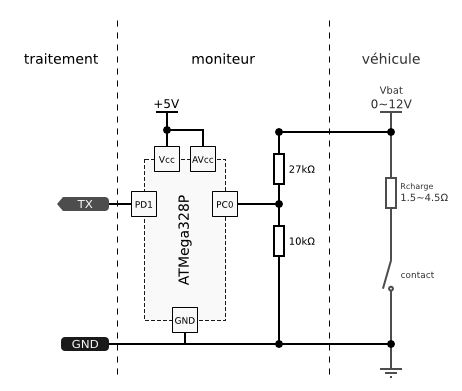 traitement
moniteur
véhicule
Vbat
0~12V
+5V
Vcc
AVcc
27kΩ
Rcharge
1.5~4.5Ω
TX
PD1
ATMega328P
PC0
10kΩ
contact
GND
GND